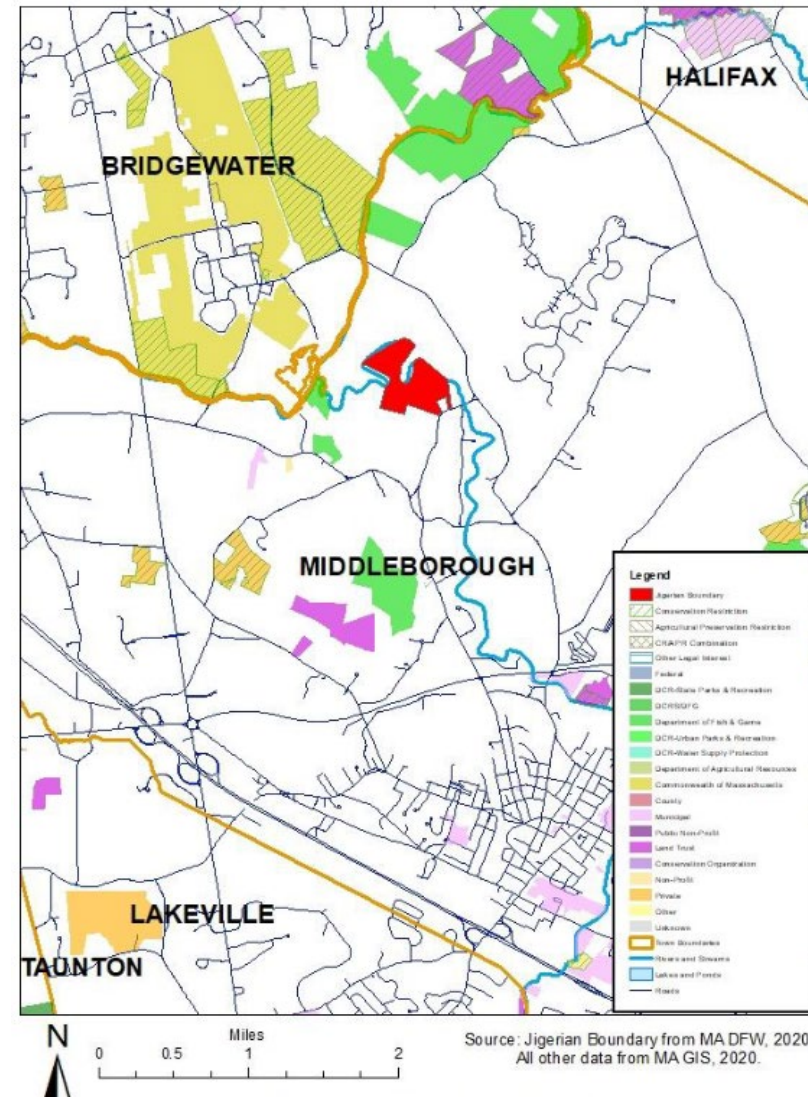 HALIFAX
BRIDGEWATER
MIDDLEBOROUGH
LAKEVILLE
TAUNTON
Legend
Jigerian Boundary
Conservation Restriction
Agricultural Preservation Restriction
CR/APR Combination
Other Legal Interest
Federal
DCR-State Parks & Recreation
DCRS/DFG
Department of Fish & Game
DCR-Urban Parks & Recreation
DCR-Water Supply Protection
Department of Agricultural Resources
Commonwealth of Massachusetts
County
Municipal
Public Non-Profit
Land Trust
Conservation Organization
Non-Profit
Private
Other
Unknown
Town Boundaries
Rivers and Streams
Lakes and Ponds
Roads
N
Miles
0 0.5 1 2
Source: Jigerian Boundary from MA DFW, 2020
All other data from MA GIS, 2020.